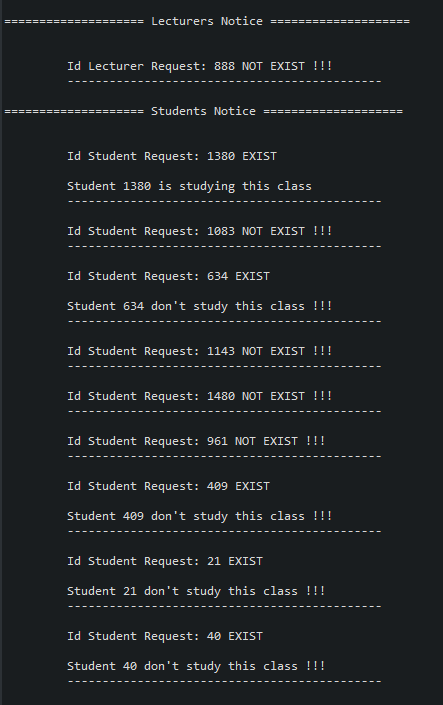 ==================== Lecturers Notice ====================
Id Lecturer Request: 888 NOT EXIST !!!
---------------------------------------------
==================== Students Notice ====================
Id Student Request: 1380 EXIST
Student 1380 is studying this class
---------------------------------------------
Id Student Request: 1083 NOT EXIST !!!
---------------------------------------------
Id Student Request: 634 EXIST
Student 634 don't study this class !!!
---------------------------------------------
Id Student Request: 1143 NOT EXIST !!!
---------------------------------------------
Id Student Request: 1480 NOT EXIST !!!
---------------------------------------------
Id Student Request: 961 NOT EXIST !!!
---------------------------------------------
Id Student Request: 409 EXIST
Student 409 don't study this class !!!
---------------------------------------------
Id Student Request: 21 EXIST
Student 21 don't study this class !!!
---------------------------------------------
Id Student Request: 40 EXIST
Student 40 don't study this class !!!
---------------------------------------------